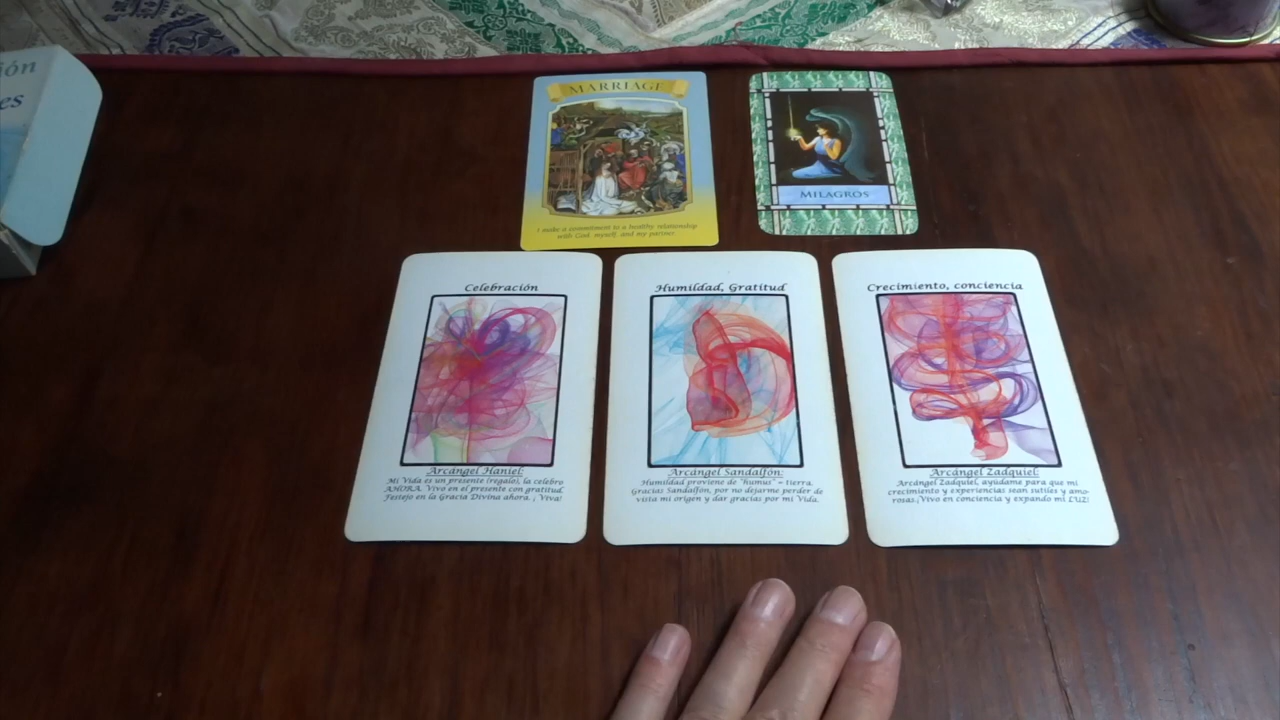 ión
es
MARRIAGE
I make a commitment to a healthy relationship
with God, myself, and my partner.
MILAGROS
Celebración
Arcángel Haniel:
Mi Vida es un presente (regalo), la celebro
AHORA. Vivo en el presente con gratitud.
Festejo en la Gracia Divina ahora. ¡Viva!
Humildad, Gratitud
Arcángel Sandalfón:
Humildad proviene de "humus" = tierra.
Gracias Sandalfón, por no dejarme perder de
vista mi origen y dar gracias por mi Vida.
Crecimiento, conciencia
Arcángel Zadquiel:
Arcángel Zadquiel, ayúdame para que mi
crecimiento y experiencias sean sutiles y amo-
rosas. ¡Vivo en conciencia y expando mi LUZ!